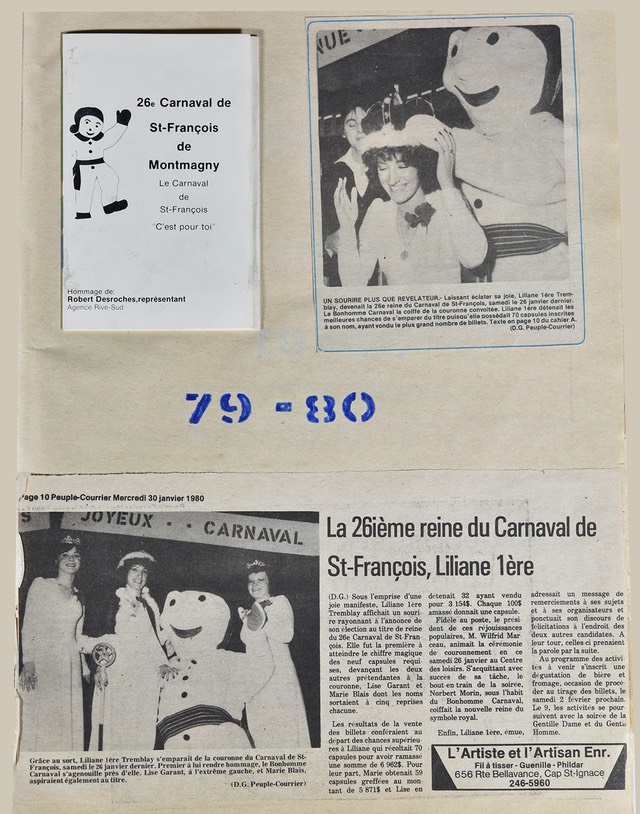 26e Carnaval de
St-François
de
Montmagny
Le Carnaval
de
St-François
"C'est pour toi"
Hommage de:
Robert Desroches, représentant
Agence Rive-Sud
NUE
UN SOURIRE PLUS QUE REVELATEUR.- Laissant éclater sa joie, Liliane 1ère Trem-
blay, devenait la 26e reine du Carnaval de St-François, samedi le 26 janvier dernier.
Le Bonhomme Carnaval la coiffe de la couronne convoitée. Liliane 1ère détenait les
meilleures chances de s'emparer du titre puisqu'elle possédait 70 capsules inscrites
à son nom, ayant vendu le plus grand nombre de billets. Texte en page 10 du cahier A.
(D.G. Peuple-Courrier)
79-80
Page 10 Peuple-Courrier Mercredi 30 janvier 1980
S JOYEUX . . CARNAVAL
Grâce au sort, Liliane 1ère Tremblay s'emparait de la couronne du Carnaval de St-
François, samedi le 26 janvier dernier. Premier à lui rendre hommage, le Bonhomme
Carnaval s'agenouille près d'elle. Lise Garant, à l'extrême gauche, et Marie Blais,
aspiraient également au titre.
(D.G. Peuple-Courrier)
La 26ième reine du Carnaval de
St-François, Liliane 1ère
(D.G.) Sous l'emprise d'une
joie manifeste, Liliane 1ère
Tremblay affichait un souri-
re rayonnant à l'annonce de
son élection au titre de reine
du 26e Carnaval de St-Fran-
çois. Elle fut la première à
atteindre le chiffre magique
des neuf capsules requi-
ses, devançant les deux
autres prétendantes à la
couronne, Lise Garant et
Marie Blais dont les noms
sortaient à cinq reprises
chacune.
Les résultats de la vente
des billets conféraient au
départ des chances supérieu-
res à Liliane qui récoltait 70
capsules pour avoir ramassé
une somme de 6 962$. Pour
leur part, Marie obtenait 59
capsules greffées au mon-
tant de 5 871$ et Lise en
détenait 32 ayant vendu
pour 3 154$. Chaque 100$
amassé donnait une capsule.
Fidèle au poste, le prési-
dent de ces réjouissances
populaires, M. Wilfrid Mar-
ceau, animait la cérémonie
de couronnement en ce
samedi 26 janvier au Centre
des loisirs. S'acquittant avec
succès de sa tâche, le
bout-en train de la soirée,
Norbert Morin, sous l'habit
du Bonhomme Carnaval,
coiffait la nouvelle reine du
symbole royal.
Enfin, Liliane 1ère, émue,
adressait un message de
remerciements à ses sujets
et à ses organisateurs et
ponctuait son discours de
félicitations à l'endroit des
deux autres candidates. A
leur tour, celles-ci prenaient
la parole par la suite.
Au programme des activi-
tés à venir s'inscrit une
dégustation de bière et
fromage, occasion de procé-
der au tirage des billets, le
samedi 2 février prochain.
Le 9, les activités se pour-
suivent avec la soirée de la
Gentille Dame et du Gentil
Homme.
L'Artiste et l'Artisan Enr.
Fil à tisser - Guenille - Phildar
656 Rte Bellavance, Cap St-Ignace
246-5960